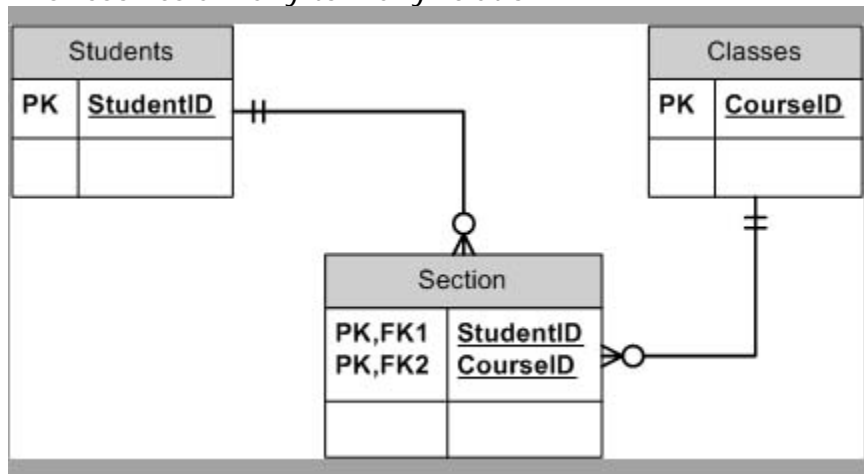 Students
PK StudentID
Classes
PK CourseID
Section
PK,FK1 StudentID
PK,FK2 CourseID